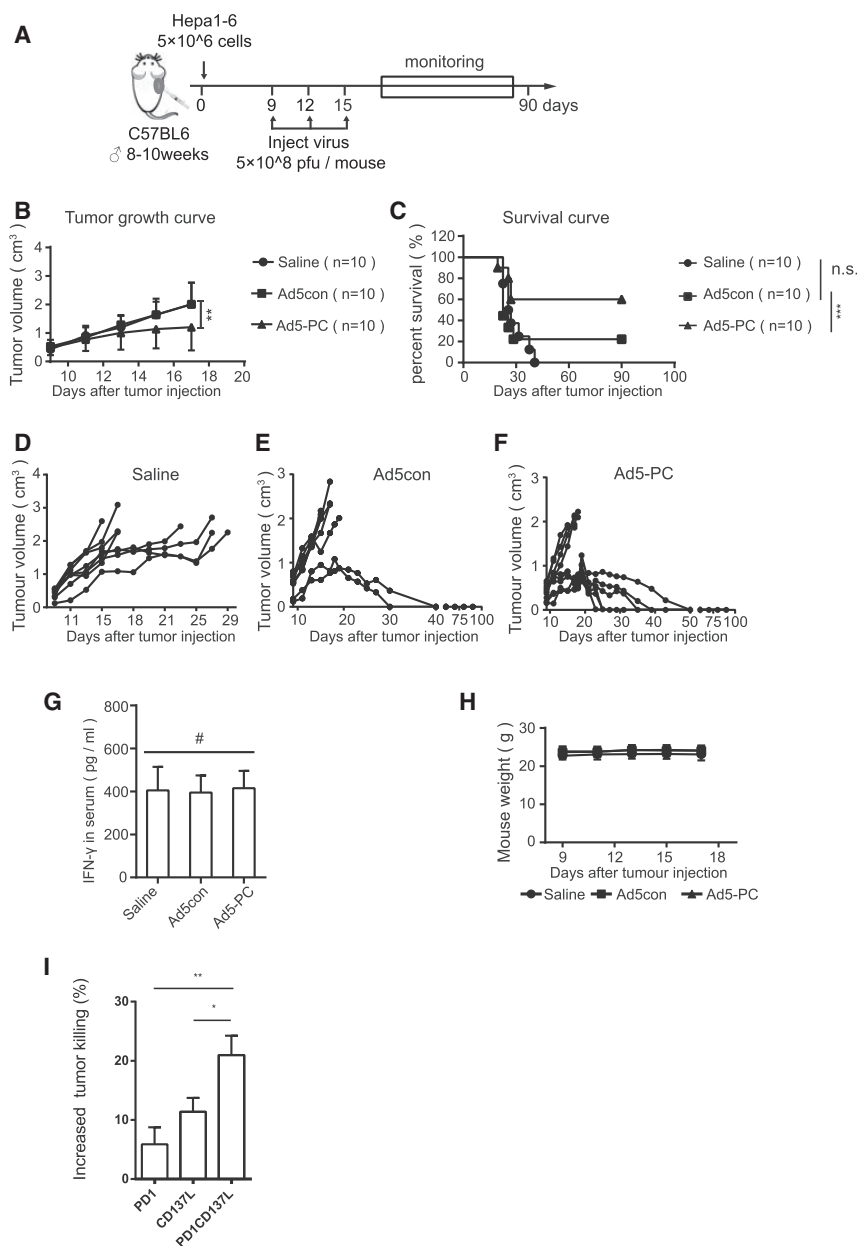 A
Hepa1-6
5×10^6 cells
monitoring
0 9 12 15 90 days
C57BL6
♂ 8-10weeks
Inject virus
5×10^8 pfu / mouse
B
Tumor growth curve
Tumor volume ( cm³ )
4
3
2
1
0
10 12 14 16 18 20
Days after tumor injection
**
Saline ( n=10 )
Ad5con ( n=10 )
Ad5-PC ( n=10 )
C
Survival curve
percent survival ( % )
120
100
80
60
40
20
0
0 30 60 90 100
Days after tumor injection
Saline ( n=10 )
Ad5con ( n=10 )
Ad5-PC ( n=10 )
n.s.
***
D
Saline
Tumour volume ( cm³ )
4
3
2
1
0
11 15 18 21 25 29
Days after tumor injection
E
Ad5con
Tumor volume ( cm³ )
3
2
1
0
10 20 30 40 75 100
Days after tumor injection
F
Ad5-PC
Tumour volume ( cm³ )
3
2
1
0
10 20 30 40 50 75 100
Days after tumor injection
G
IFN-γ in serum ( pg / ml )
800
600
400
200
0
#
Saline
Ad5con
Ad5-PC
H
Mouse weight ( g )
30
20
10
0
9 12 15 18
Days after tumour injection
Saline Ad5con Ad5-PC
I
Increased tumor killing (%)
30
20
10
0
**
*
PD1
CD137L
PD1CD137L